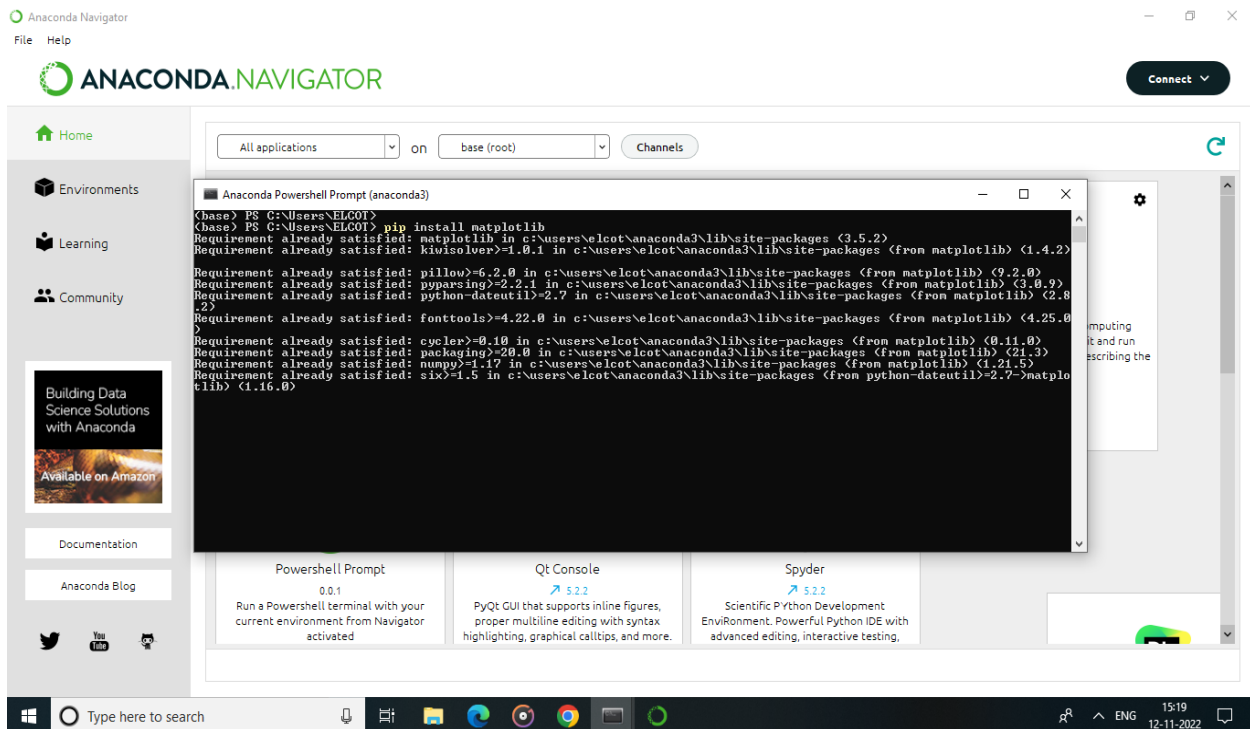 Anaconda Navigator
File Help
ANACONDA.NAVIGATOR
Connect
Home
Environments
Learning
Community
Building Data
Science Solutions
with Anaconda
Available on Amazon
Documentation
Anaconda Blog
You
Tube
All applications on base (root) Channels
Anaconda Powershell Prompt (anaconda3)
(base) PS C:\Users\ELCOT>
(base) PS C:\Users\ELCOT> pip install matplotlib
Requirement already satisfied: matplotlib in c:\users\elcot\anaconda3\lib\site-packages (3.5.2)
Requirement already satisfied: kiwisolver>=1.0.1 in c:\users\elcot\anaconda3\lib\site-packages (from matplotlib) (1.4.2)
Requirement already satisfied: pillow>=6.2.0 in c:\users\elcot\anaconda3\lib\site-packages (from matplotlib) (9.2.0)
Requirement already satisfied: pyparsing>=2.2.1 in c:\users\elcot\anaconda3\lib\site-packages (from matplotlib) (3.0.9)
Requirement already satisfied: python-dateutil>=2.7 in c:\users\elcot\anaconda3\lib\site-packages (from matplotlib) (2.8
.2)
Requirement already satisfied: fonttools>=4.22.0 in c:\users\elcot\anaconda3\lib\site-packages (from matplotlib) (4.25.0
)
Requirement already satisfied: cycler>=0.10 in c:\users\elcot\anaconda3\lib\site-packages (from matplotlib) (0.11.0)
Requirement already satisfied: packaging>=20.0 in c:\users\elcot\anaconda3\lib\site-packages (from matplotlib) (21.3)
Requirement already satisfied: numpy>=1.17 in c:\users\elcot\anaconda3\lib\site-packages (from matplotlib) (1.21.5)
Requirement already satisfied: six>=1.5 in c:\users\elcot\anaconda3\lib\site-packages (from python-dateutil>=2.7->matplo
tlib) (1.16.0)
omputing
it and run
escribing the
Powershell Prompt
0.0.1
Run a Powershell terminal with your
current environment from Navigator
activated
Qt Console
5.2.2
PyQt GUI that supports inline figures,
proper multiline editing with syntax
highlighting, graphical calltips, and more.
Spyder
5.2.2
Scientific PYthon Development
EnviRonment. Powerful Python IDE with
advanced editing, interactive testing,
Type here to search
ENG
15:19
12-11-2022